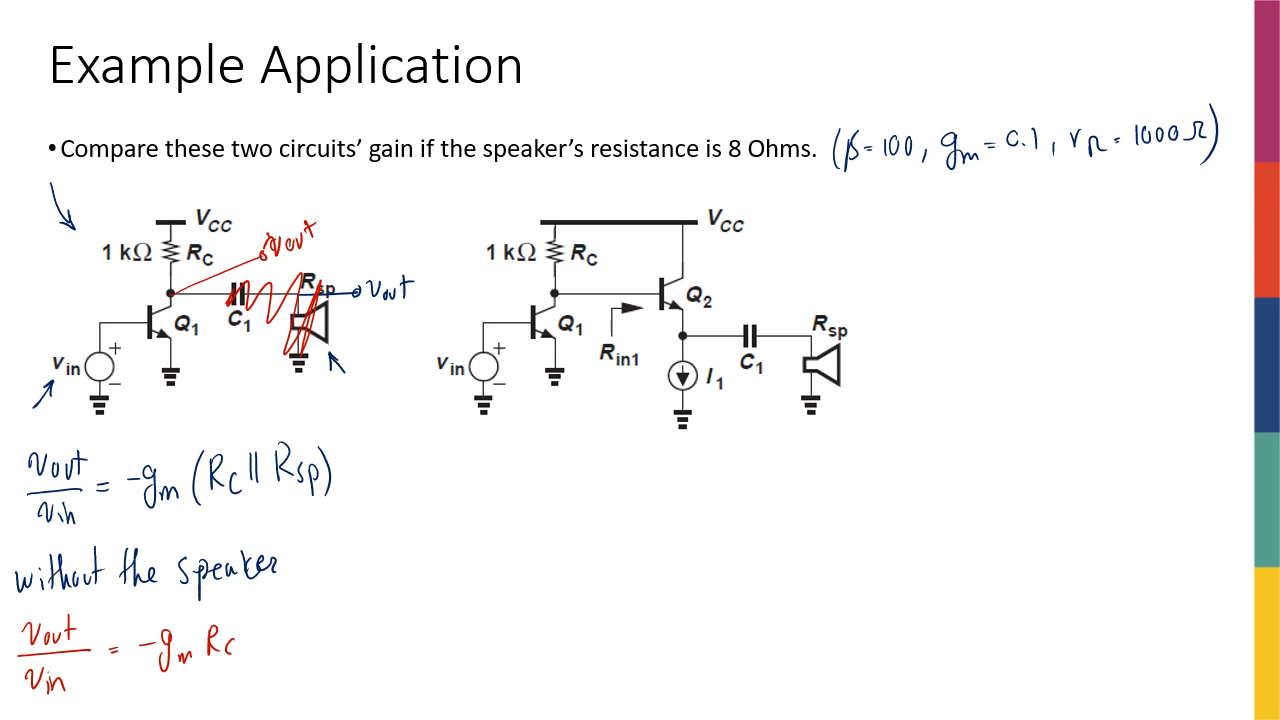 Example Application
• Compare these two circuits’ gain if the speaker’s resistance is 8 Ohms. (β = 100, gm = 0.1, rπ = 1000 Ω)
VCC VCC
1 kΩ RC vout 1 kΩ RC
Rsp vout Q2
C1 Q1 Q1 Rsp
vin + − vin + − Rin1 I1 C1
vout/vin = -gm (RC || Rsp)
without the speaker
vout/vin = -gm RC